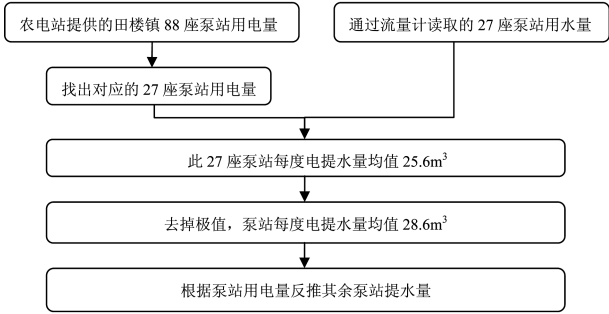 农电站提供的田楼镇 88 座泵站用电量
通过流量计读取的 27 座泵站用水量
找出对应的 27 座泵站用电量
此 27 座泵站每度电提水量均值 25.6m³
去掉极值，泵站每度电提水量均值 28.6m³
根据泵站用电量反推其余泵站提水量